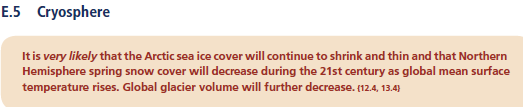 E.5 Cryosphere
It is very likely that the Arctic sea ice cover will continue to shrink and thin and that Northern
Hemisphere spring snow cover will decrease during the 21st century as global mean surface
temperature rises. Global glacier volume will further decrease. {12.4, 13.4}